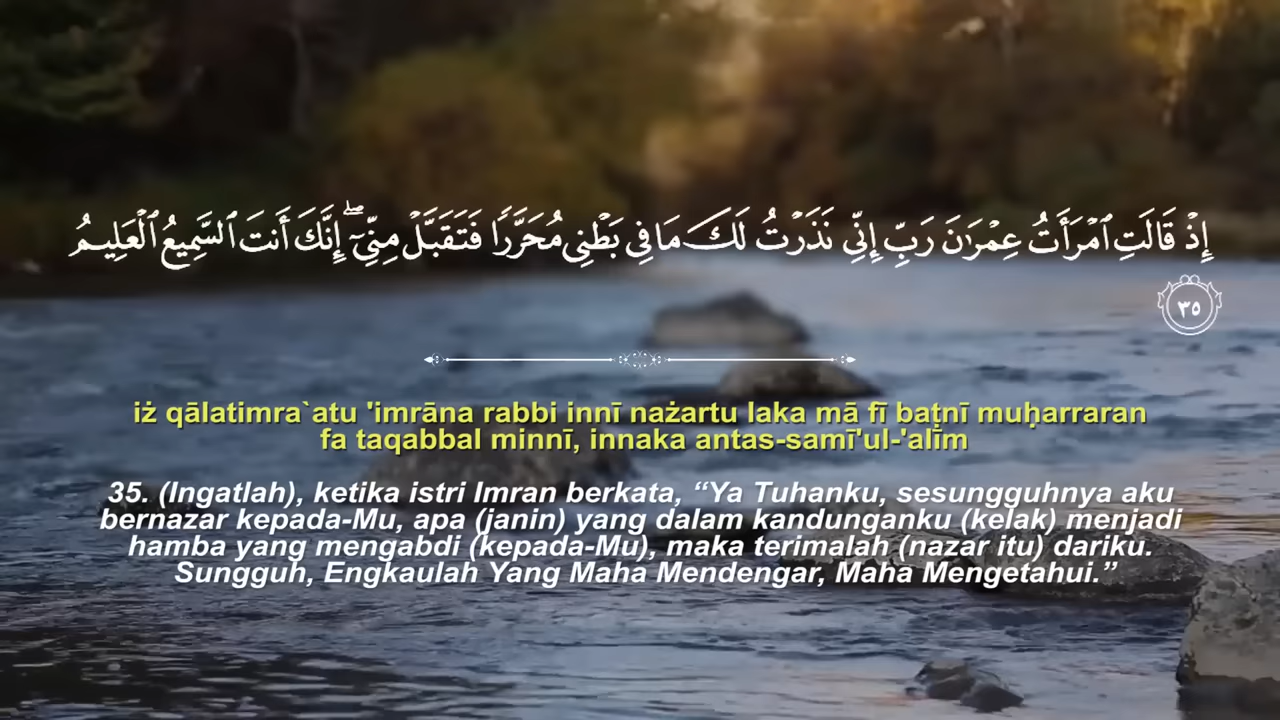 إِذْ قَالَتِ ٱمْرَأَتُ عِمْرَٰنَ رَبِّ إِنِّى نَذَرْتُ لَكَ مَا فِى بَطْنِى مُحَرَّرًا فَتَقَبَّلْ مِنِّىٓ ۖ إِنَّكَ أَنتَ ٱلسَّمِيعُ ٱلْعَلِيمُ
٣٥
iż qālatimra`atu 'imrāna rabbi innī nażartu laka mā fī baṭnī muḥarraran
fa taqabbal minnī, innaka antas-samī'ul-'alīm
35. (Ingatlah), ketika istri Imran berkata, “Ya Tuhanku, sesungguhnya aku
bernazar kepada-Mu, apa (janin) yang dalam kandunganku (kelak) menjadi
hamba yang mengabdi (kepada-Mu), maka terimalah (nazar itu) dariku.
Sungguh, Engkaulah Yang Maha Mendengar, Maha Mengetahui.”